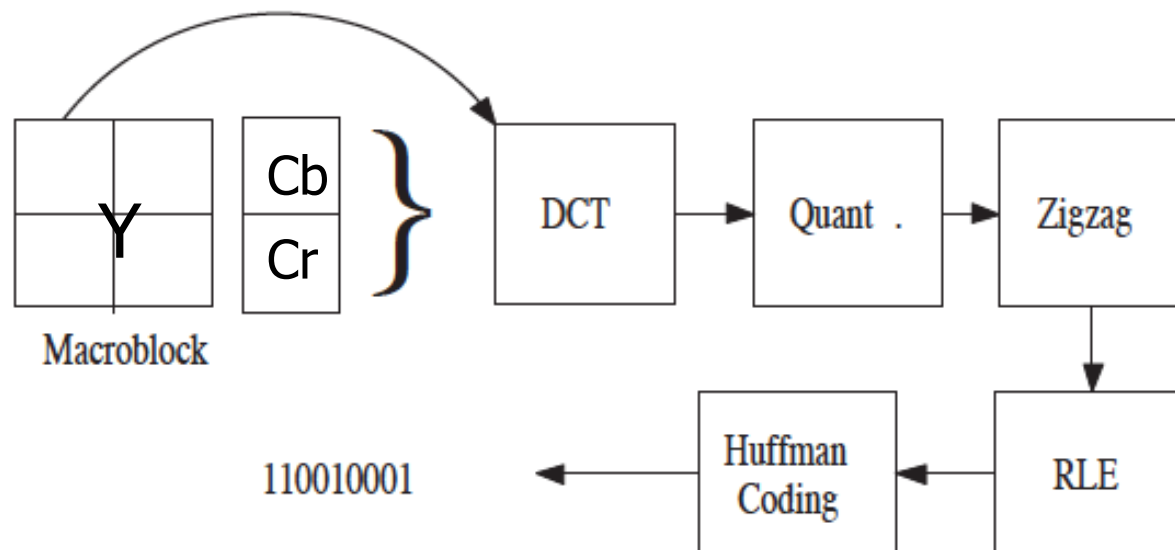 Y
Cb
Cr
Macroblock
DCT
Quant .
Zigzag
RLE
Huffman
Coding
110010001